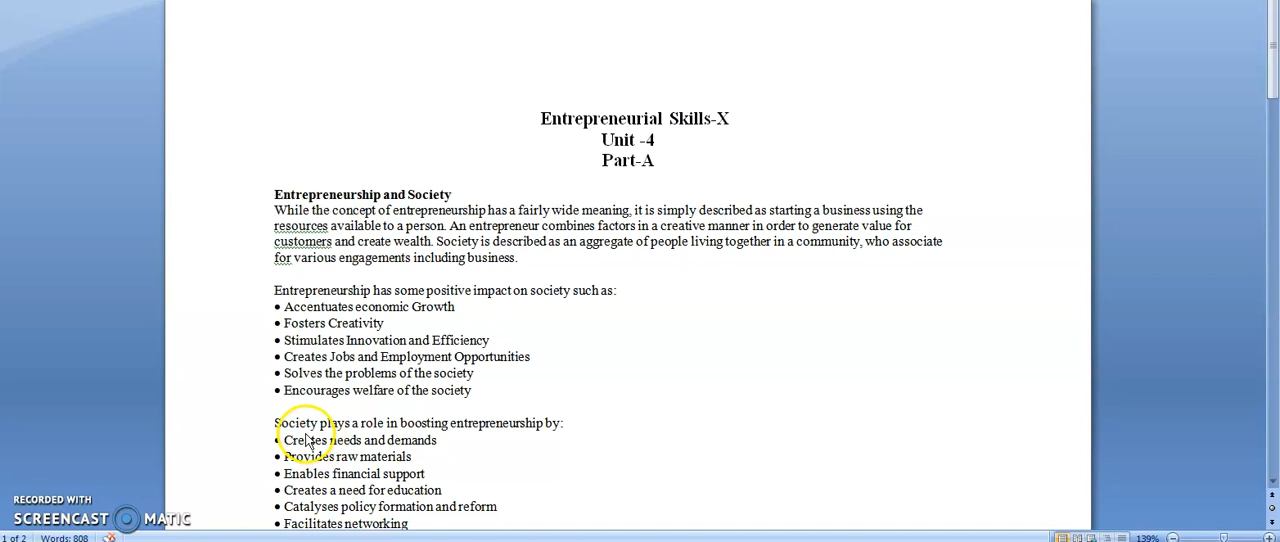 Entrepreneurial Skills-X
Unit -4
Part-A
Entrepreneurship and Society
While the concept of entrepreneurship has a fairly wide meaning, it is simply described as starting a business using the
resources available to a person. An entrepreneur combines factors in a creative manner in order to generate value for
customers and create wealth. Society is described as an aggregate of people living together in a community, who associate
for various engagements including business.
Entrepreneurship has some positive impact on society such as:
• Accentuates economic Growth
• Fosters Creativity
• Stimulates Innovation and Efficiency
• Creates Jobs and Employment Opportunities
• Solves the problems of the society
• Encourages welfare of the society
Society plays a role in boosting entrepreneurship by:
• Creates needs and demands
• Provides raw materials
• Enables financial support
• Creates a need for education
• Catalyses policy formation and reform
• Facilitates networking
RECORDED WITH
SCREENCAST MATIC
1 of 2 Words: 808 139%